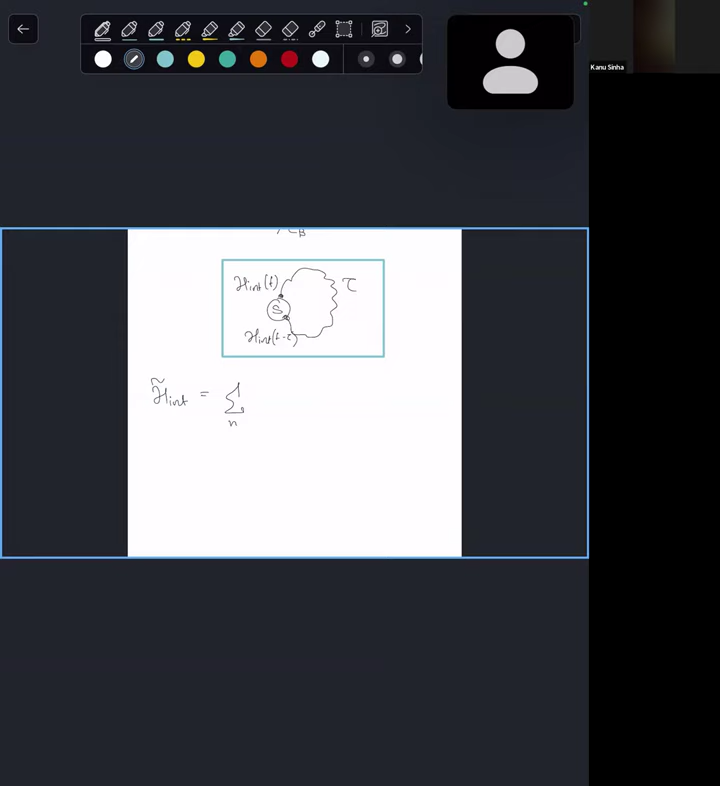 Kanu Sinha
Hint(t) τ
S
Hint(t-τ)
H̃int = Σ
n